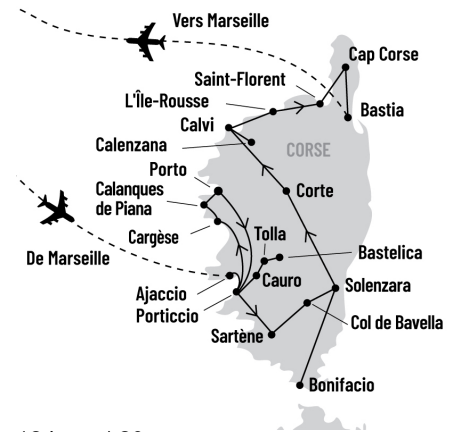 Vers Marseille
Cap Corse
Saint-Florent
L'Île-Rousse
Bastia
Calvi
CORSE
Calenzana
Porto
Corte
Calanques
de Piana
Tolla
Cargèse
Bastelica
De Marseille
Cauro
Solenzara
Ajaccio
Porticcio
Col de Bavella
Sartène
Bonifacio